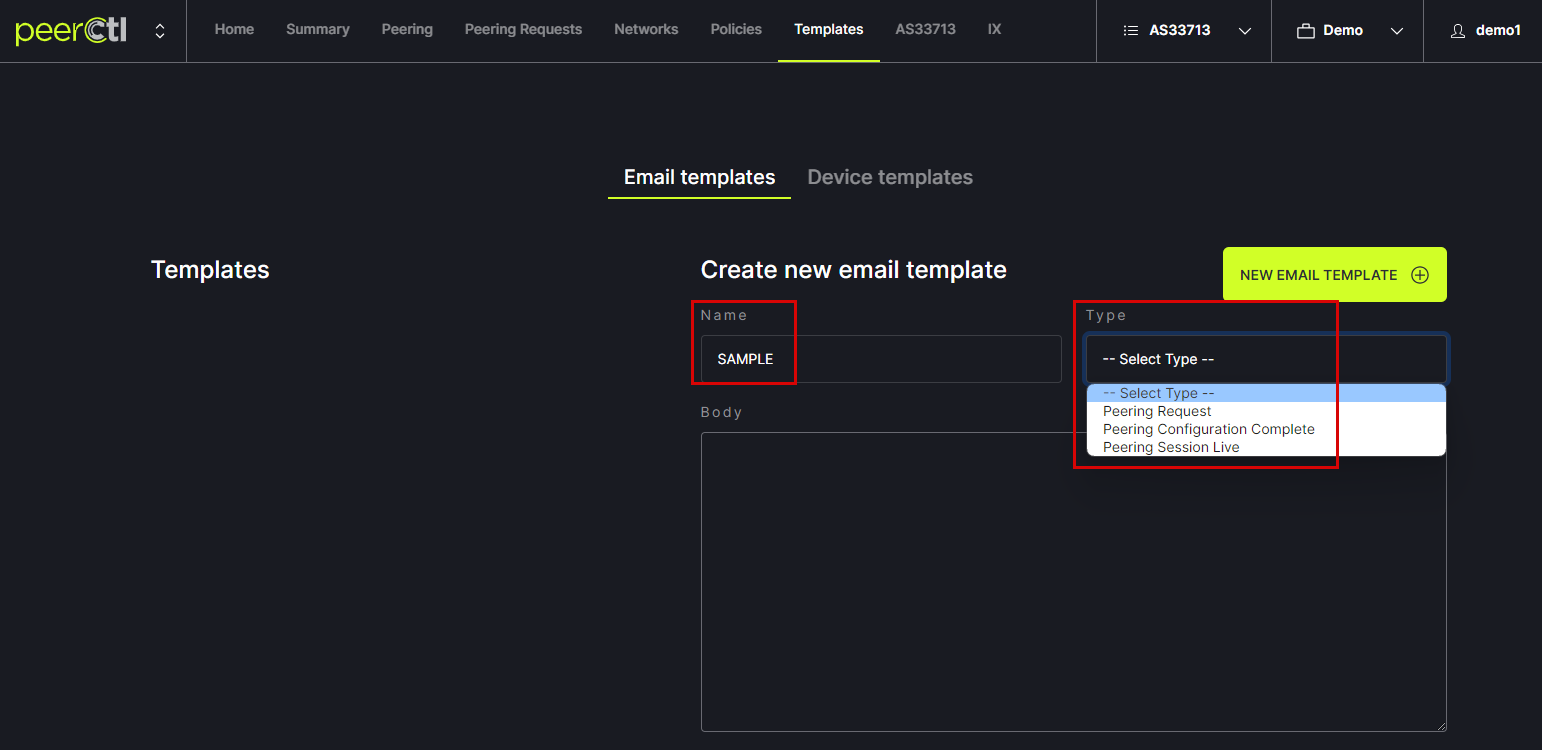 peerCtl
Home
Summary
Peering
Peering Requests
Networks
Policies
Templates
AS33713
IX
AS33713
Demo
demo1
Email templates
Device templates
Templates
Create new email template
NEW EMAIL TEMPLATE
Name
Type
SAMPLE
-- Select Type --
-- Select Type --
Peering Request
Peering Configuration Complete
Peering Session Live
Body